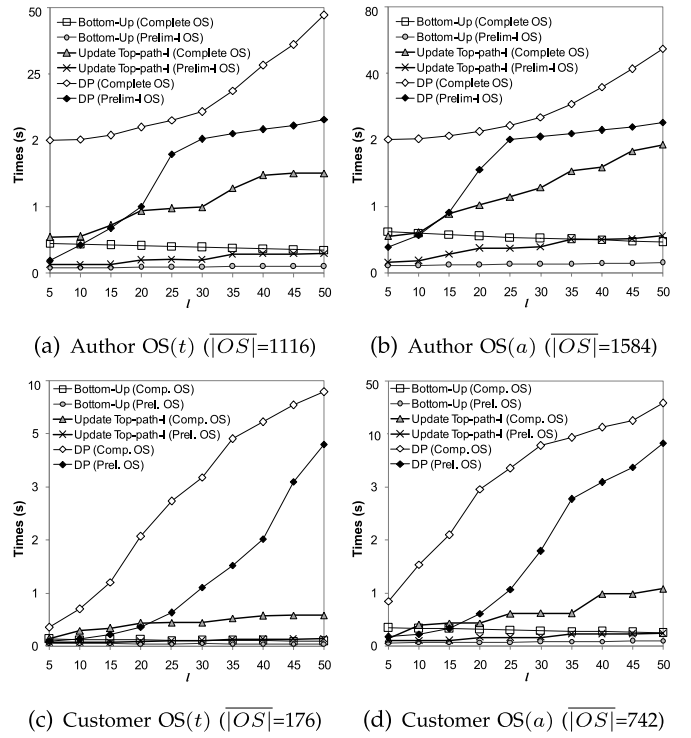 50
25
2
1
0
Times (s)
Bottom-Up (Complete OS)
Bottom-Up (Prelim-l OS)
Update Top-path-l (Complete OS)
Update Top-path-l (Prelim-l OS)
DP (Complete OS)
DP (Prelim-l OS)
5 10 15 20 25 30 35 40 45 50
l
(a) Author OS(t) (|OS|=1116)
80
40
2
1
0
Times (s)
Bottom-Up (Complete OS)
Bottom-Up (Prelim-l OS)
Update Top-path-l (Complete OS)
Update Top-path-l (Prelim-l OS)
DP (Complete OS)
DP (Prelim-l OS)
5 10 15 20 25 30 35 40 45 50
l
(b) Author OS(a) (|OS|=1584)
10
5
3
2
1
0
Times (s)
Bottom-Up (Comp. OS)
Bottom-Up (Prel. OS)
Update Top-path-l (Comp. OS)
Update Top-path-l (Prel. OS)
DP (Comp. OS)
DP (Prel. OS)
5 10 15 20 25 30 35 40 45 50
l
(c) Customer OS(t) (|OS|=176)
50
10
3
2
1
0
Times (s)
Bottom-Up (Comp. OS)
Bottom-Up (Prel. OS)
Update Top-path-l (Comp. OS)
Update Top-path-l (Prel. OS)
DP (Comp. OS)
DP (Prel. OS)
5 10 15 20 25 30 35 40 45 50
l
(d) Customer OS(a) (|OS|=742)